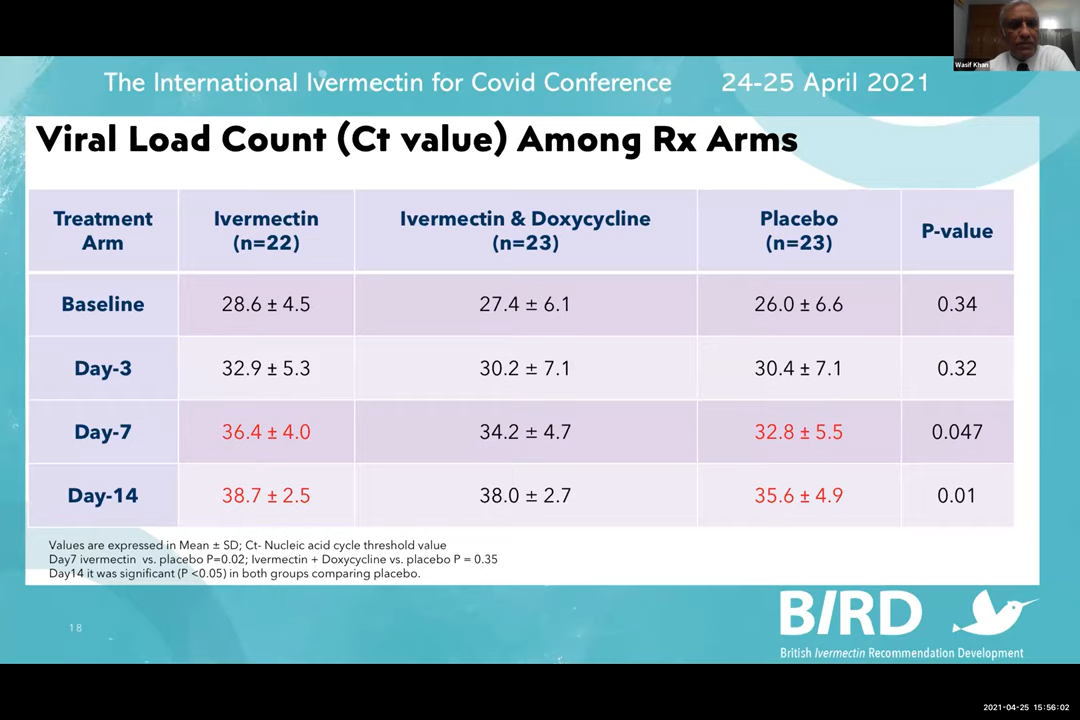 Wasif Khan
The International Ivermectin for Covid Conference 24-25 April 2021
Viral Load Count (Ct value) Among Rx Arms
Treatment Arm Ivermectin (n=22) Ivermectin & Doxycycline (n=23) Placebo (n=23) P-value
Baseline 28.6 ± 4.5 27.4 ± 6.1 26.0 ± 6.6 0.34
Day-3 32.9 ± 5.3 30.2 ± 7.1 30.4 ± 7.1 0.32
Day-7 36.4 ± 4.0 34.2 ± 4.7 32.8 ± 5.5 0.047
Day-14 38.7 ± 2.5 38.0 ± 2.7 35.6 ± 4.9 0.01
Values are expressed in Mean ± SD; Ct- Nucleic acid cycle threshold value
Day7 ivermectin vs. placebo P=0.02; Ivermectin + Doxycycline vs. placebo P = 0.35
Day14 it was significant (P <0.05) in both groups comparing placebo.
18
BIRD
British Ivermectin Recommendation Development
2021-04-25 15:56:02